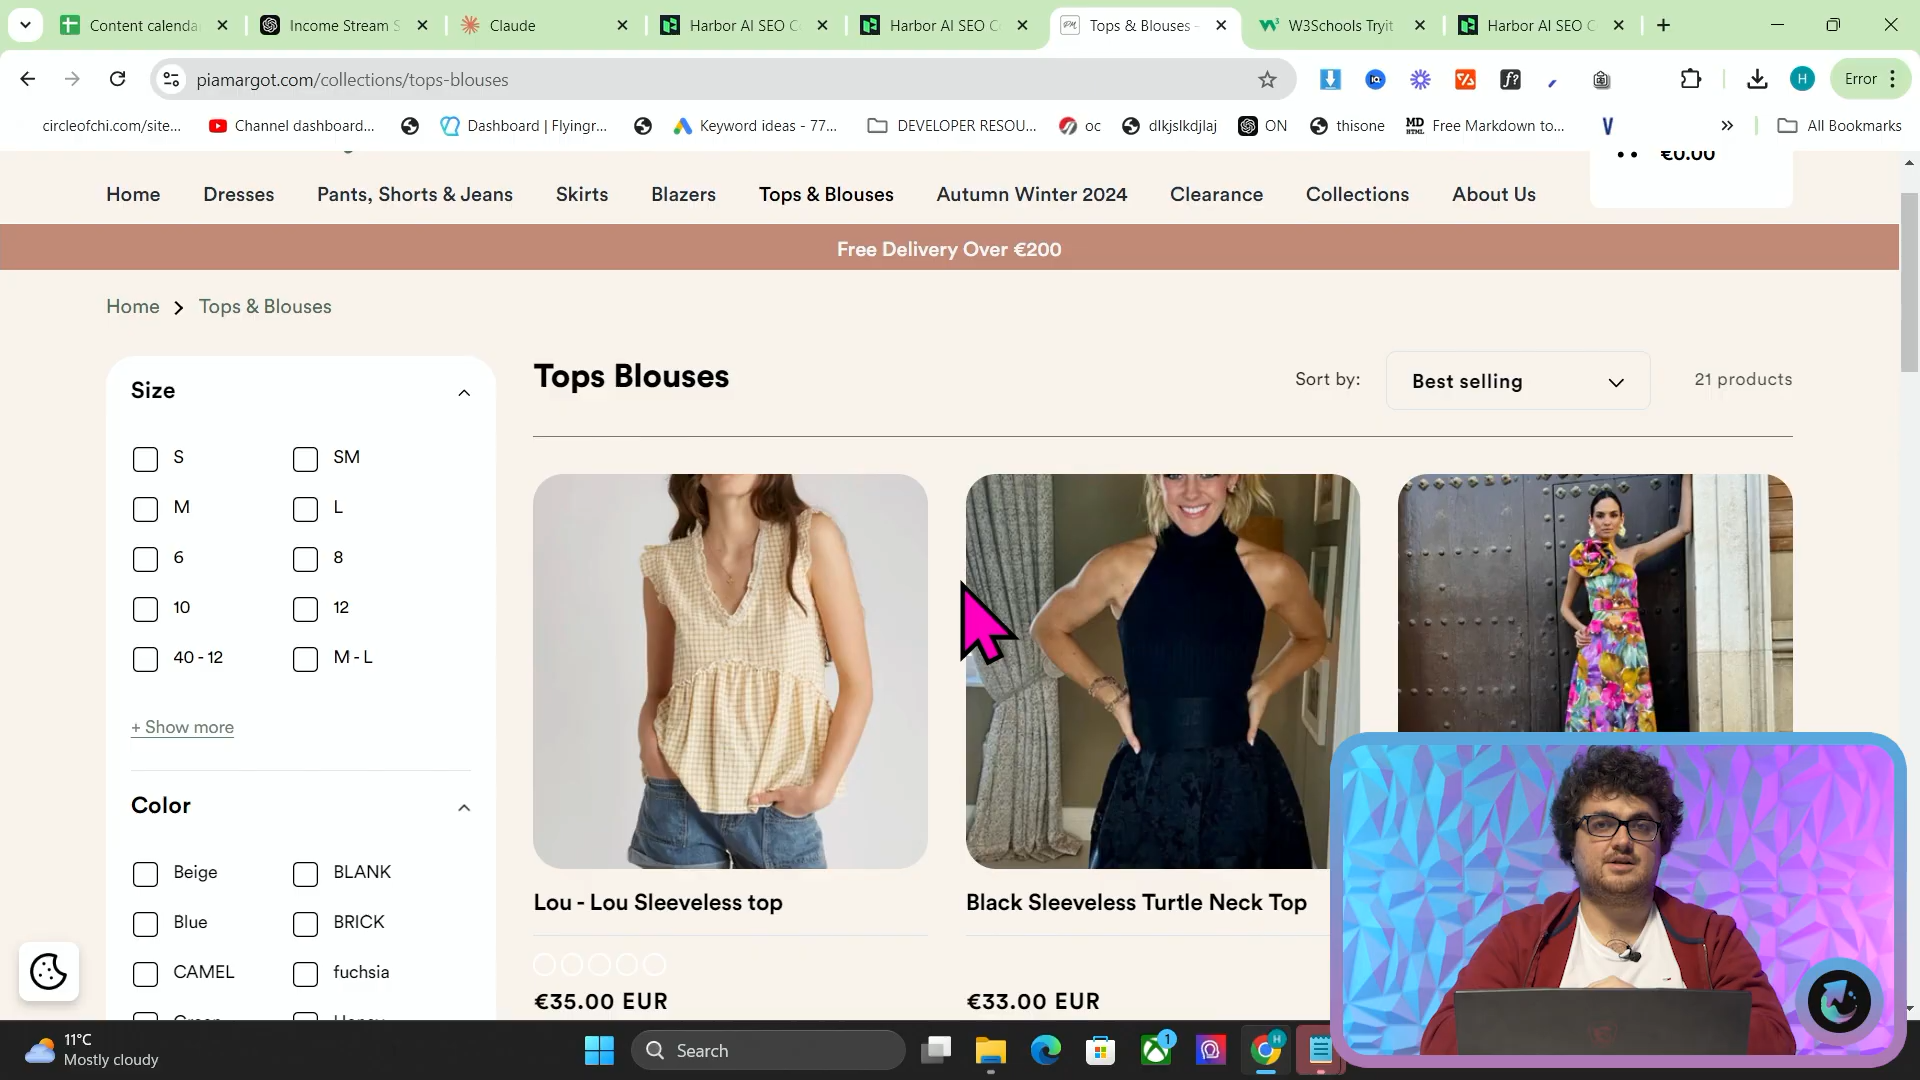 Content calenda
Income Stream S
Claude
Harbor AI SEO C
Harbor AI SEO C
Tops & Blouses –
W3Schools Tryit
Harbor AI SEO C
piamargot.com/collections/tops-blouses
Error
circleofchi.com/site...
Channel dashboard...
Dashboard | Flyingr...
Keyword ideas - 77...
DEVELOPER RESOU...
oc
dlkjslkdjlaj
ON
thisone
Free Markdown to...
All Bookmarks
€0.00
Home
Dresses
Pants, Shorts & Jeans
Skirts
Blazers
Tops & Blouses
Autumn Winter 2024
Clearance
Collections
About Us
Free Delivery Over €200
Home
Tops & Blouses
Size
S
SM
M
L
6
8
10
12
40 - 12
M - L
+ Show more
Color
Beige
BLANK
Blue
BRICK
CAMEL
fuchsia
Tops Blouses
Sort by:
Best selling
21 products
Lou - Lou Sleeveless top
€35.00 EUR
Black Sleeveless Turtle Neck Top
€33.00 EUR
11°C
Mostly cloudy
Search